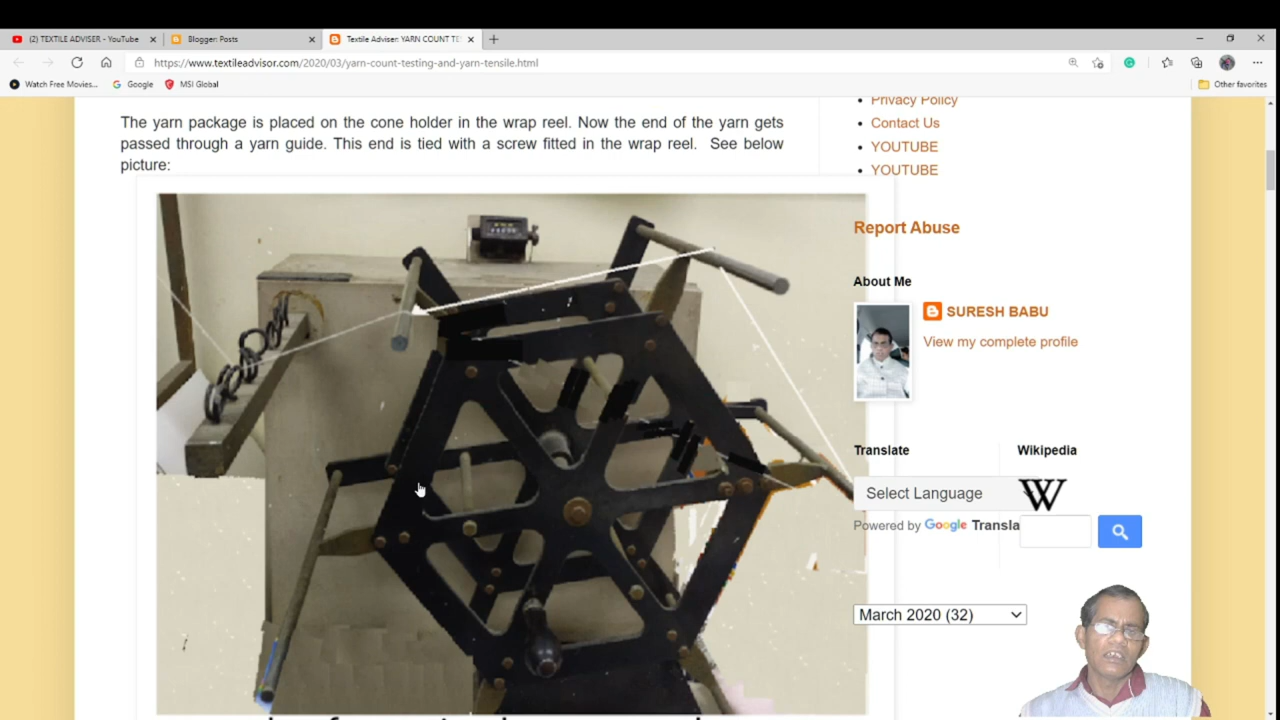 (2) TEXTILE ADVISER - YouTube
Blogger: Posts
Textile Adviser: YARN COUNT TE
https://www.textileadvisor.com/2020/03/yarn-count-testing-and-yarn-tensile.html
Watch Free Movies...
Google
MSI Global
Other favorites
The yarn package is placed on the cone holder in the wrap reel. Now the end of the yarn gets
passed through a yarn guide. This end is tied with a screw fitted in the wrap reel. See below
picture:
Privacy Policy
Contact Us
YOUTUBE
YOUTUBE
Report Abuse
About Me
SURESH BABU
View my complete profile
Translate
Select Language
Powered by Google Transla
Wikipedia
W
March 2020 (32)